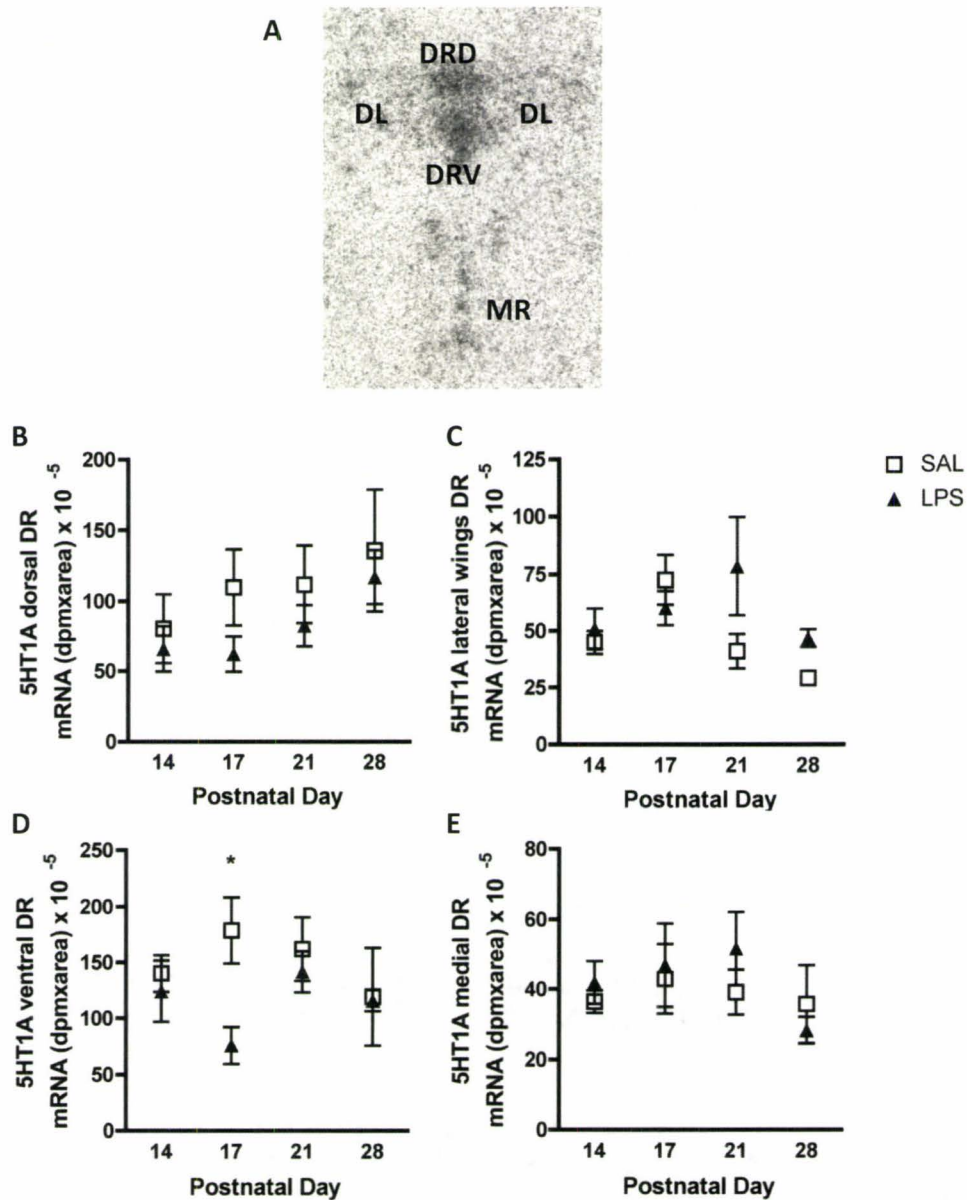 A
DRD
DL DL
DRV
MR
B
5HT1A dorsal DR
mRNA (dpmxarea) x 10 -5
200
150
100
50
0
14 17 21 28
Postnatal Day
C
5HT1A lateral wings DR
mRNA (dpmxarea) x 10 -5
125
100
75
50
25
0
14 17 21 28
Postnatal Day
SAL
LPS
D
5HT1A ventral DR
mRNA (dpmxarea) x 10 -5
250
200
150
100
50
0
*
14 17 21 28
Postnatal Day
E
5HT1A medial DR
mRNA (dpmxarea) x 10 -5
80
60
40
20
0
14 17 21 28
Postnatal Day